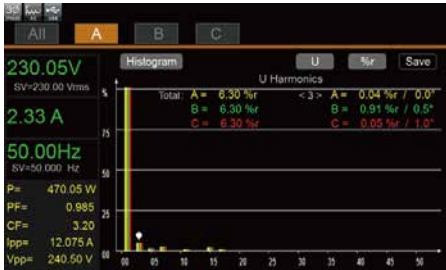 All A B C
230.05V
SV=230.00 Vrms
2.33 A
50.00Hz
SV=50.000 Hz
P= 470.05 W
PF= 0.985
CF= 3.20
Ipp= 12.075 A
Vpp= 240.50 V
Histogram U %r Save
U Harmonics
% Total: A = 6.30 %r < 3 > A = 0.04 %r / 0.0°
B = 6.30 %r B = 0.91 %r / 0.5°
C = 6.30 %r C = 0.05 %r / 1.0°
75
50
25
00
00 05 10 15 20 25 30 35 40 45 50